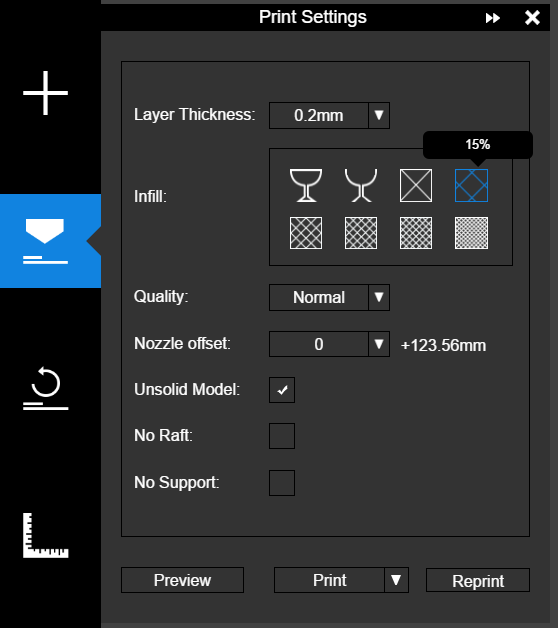 Print Settings
Layer Thickness: 0.2mm
15%
Infill:
Quality: Normal
Nozzle offset: 0 +123.56mm
Unsolid Model:
No Raft:
No Support:
Preview Print Reprint